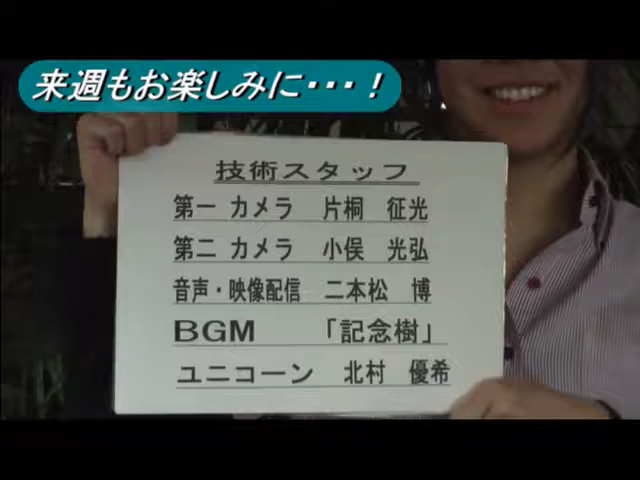 来週もお楽しみに・・・！
技術スタッフ
第一 カメラ 片桐 征光
第二 カメラ 小俣 光弘
音声・映像配信 二本松 博
BGM 「記念樹」
ユニコーン 北村 優希